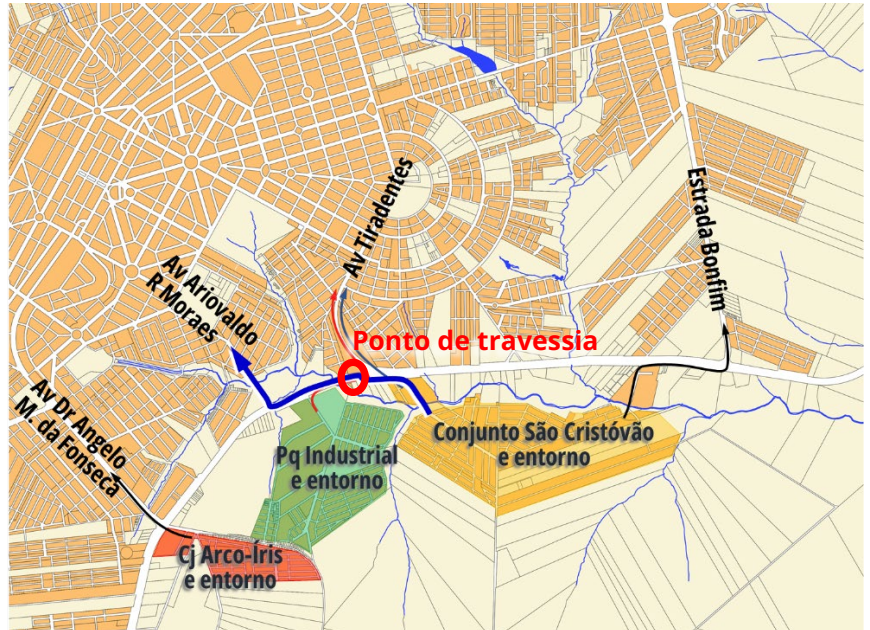 Av Tiradentes
Estrada Bonfim
Av Ariovaldo
R Moraes
Ponto de travessia
Av Dr Angelo
M. da Fonseca
Conjunto São Cristóvão
e entorno
Pq Industrial
e entorno
Cj Arco-Íris
e entorno